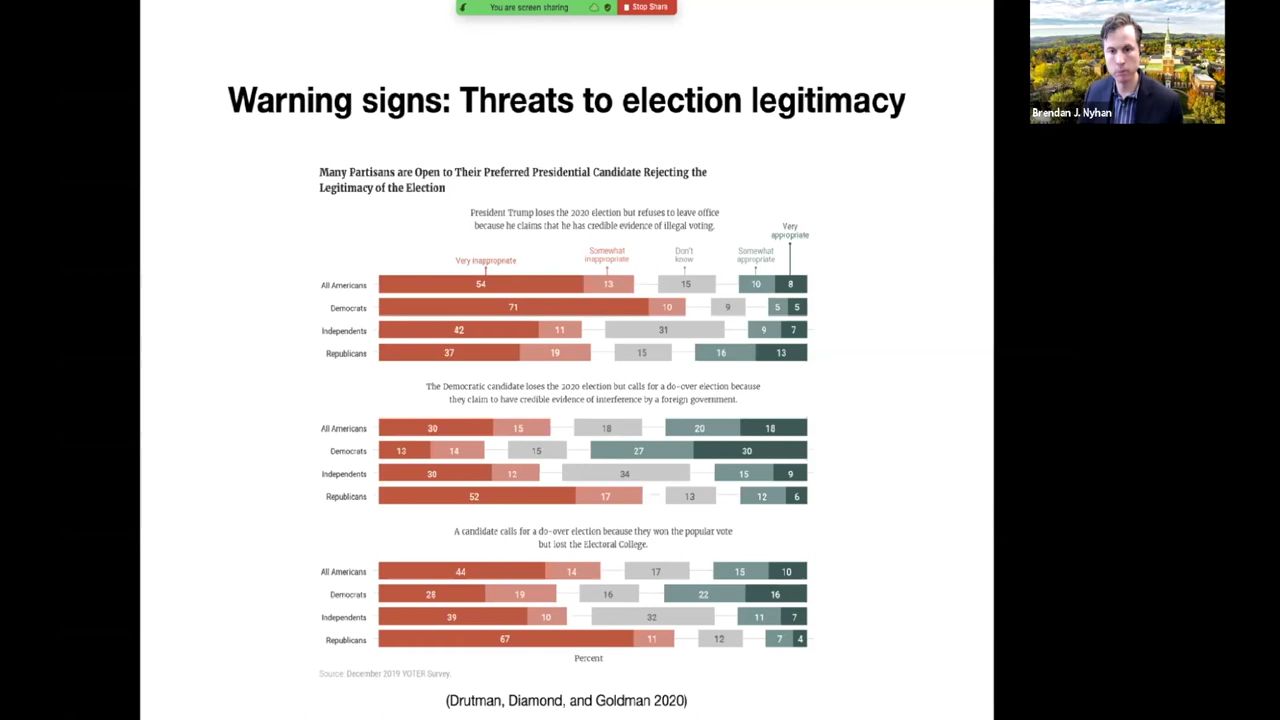 You are screen sharing
Stop Share
Brendan J. Nyhan
Warning signs: Threats to election legitimacy
Many Partisans are Open to Their Preferred Presidential Candidate Rejecting the
Legitimacy of the Election
President Trump loses the 2020 election but refuses to leave office
because he claims that he has credible evidence of illegal voting.
Very inappropriate
Somewhat
inappropriate
Don't
know
Somewhat
appropriate
Very
appropriate
All Americans 54 13 15 10 8
Democrats 71 10 9 5 5
Independents 42 11 31 9 7
Republicans 37 19 15 16 13
The Democratic candidate loses the 2020 election but calls for a do-over election because
they claim to have credible evidence of interference by a foreign government.
All Americans 30 15 18 20 18
Democrats 13 14 15 27 30
Independents 30 12 34 15 9
Republicans 52 17 13 12 6
A candidate calls for a do-over election because they won the popular vote
but lost the Electoral College.
All Americans 44 14 17 15 10
Democrats 28 19 16 22 16
Independents 39 10 32 11 7
Republicans 67 11 12 7 4
Percent
Source: December 2019 VOTER Survey.
(Drutman, Diamond, and Goldman 2020)